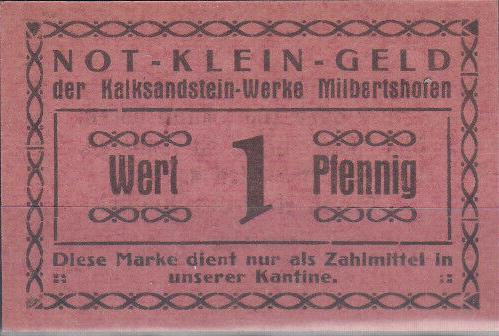 NOT-KLEIN-GELD
der Kalksandstein-Werke Milbertshofen
Wert 1 Pfennig
Diese Marke dient nur als Zahlmittel in
unserer Kantine.